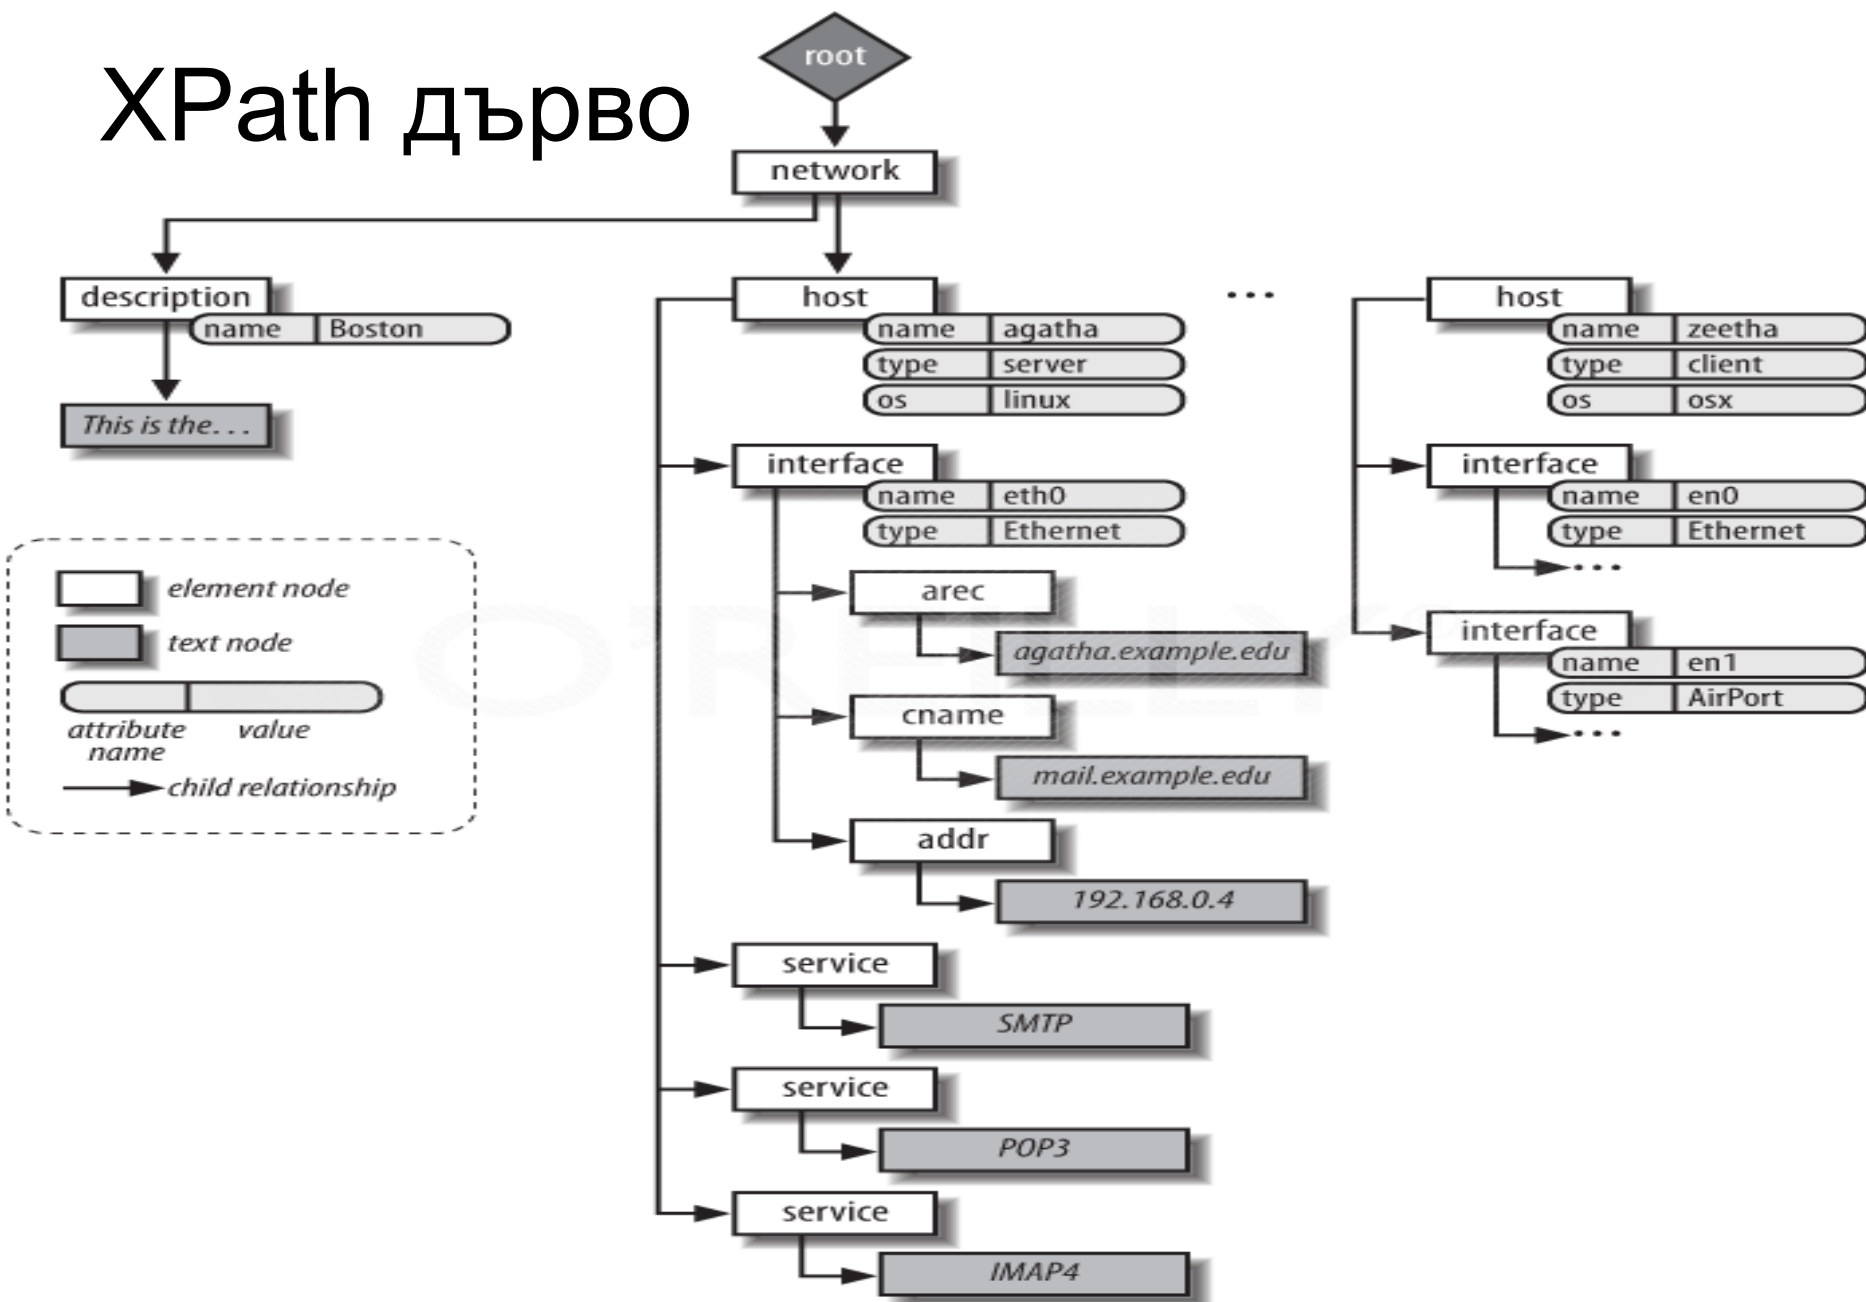 XPath дърво
root
network
description
name Boston
This is the...
host
name agatha
type server
os linux
interface
name eth0
type Ethernet
arec
agatha.example.edu
cname
mail.example.edu
addr
192.168.0.4
service
SMTP
service
POP3
service
IMAP4
...
host
name zeetha
type client
os osx
interface
name en0
type Ethernet
...
interface
name en1
type AirPort
...
element node
text node
attribute name
value
child relationship
O'REILLY®